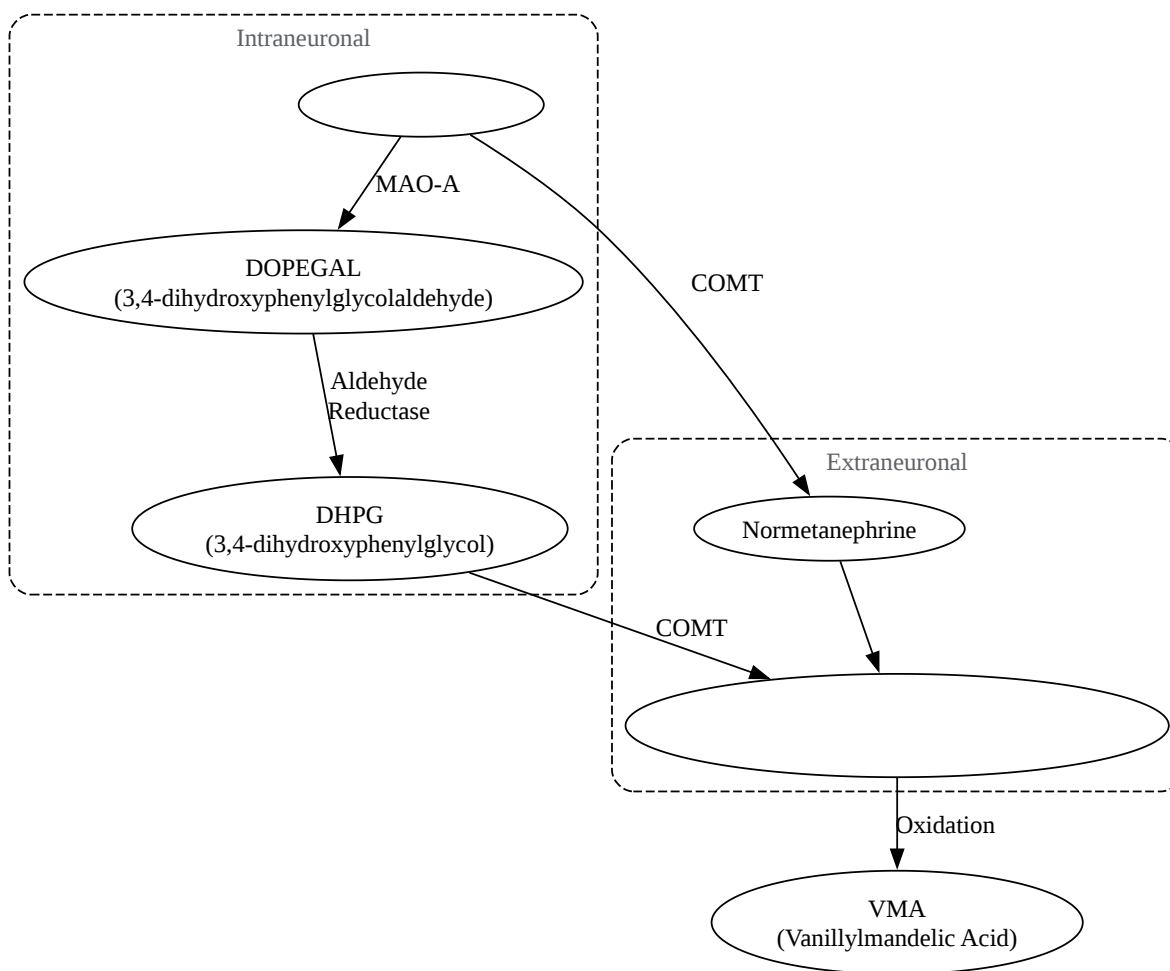 Intraneuronal
MAO-A
DOPEGAL
(3,4-dihydroxyphenylglycolaldehyde)
COMT
Aldehyde
Reductase
Extraneuronal
DHPG
(3,4-dihydroxyphenylglycol)
Normetanephrine
COMT
Oxidation
VMA
(Vanillylmandelic Acid)